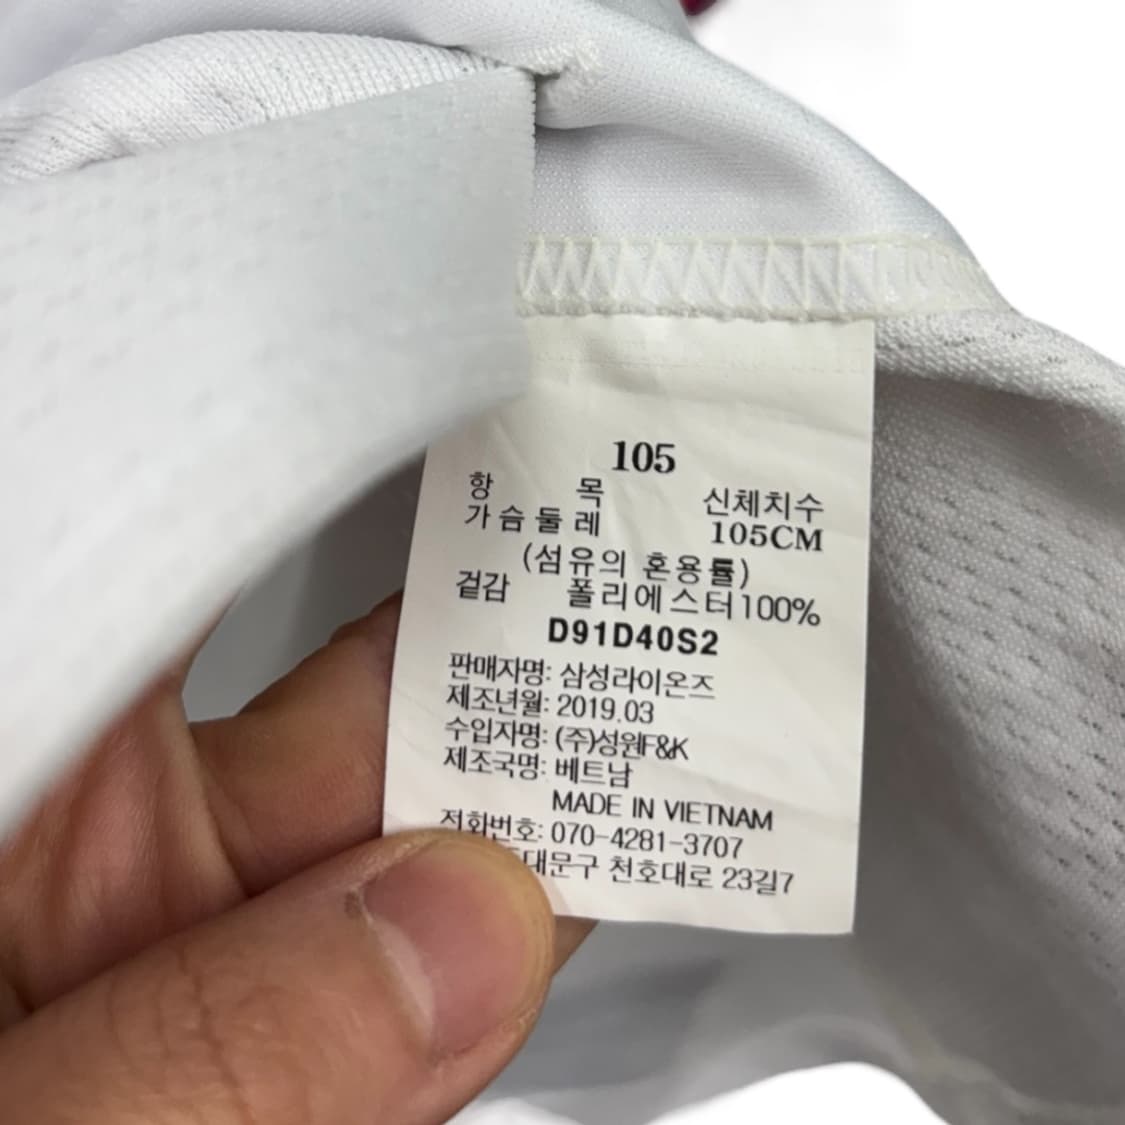 105
항 목 신체치수
가슴둘레 105CM
(섬유의 혼용률)
겉감 폴리에스터100%
D91D40S2
판매자명: 삼성라이온즈
제조년월: 2019.03
수입자명: (주)성원F&K
제조국명: 베트남
MADE IN VIETNAM
전화번호: 070-4281-3707
천호대로 23길7